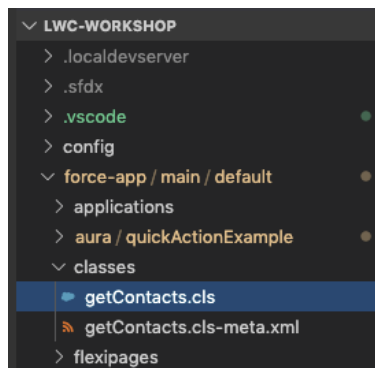 LWC-WORKSHOP
.localdevserver
.sfdx
.vscode
config
force-app / main / default
applications
aura / quickActionExample
classes
getContacts.cls
getContacts.cls-meta.xml
flexipages